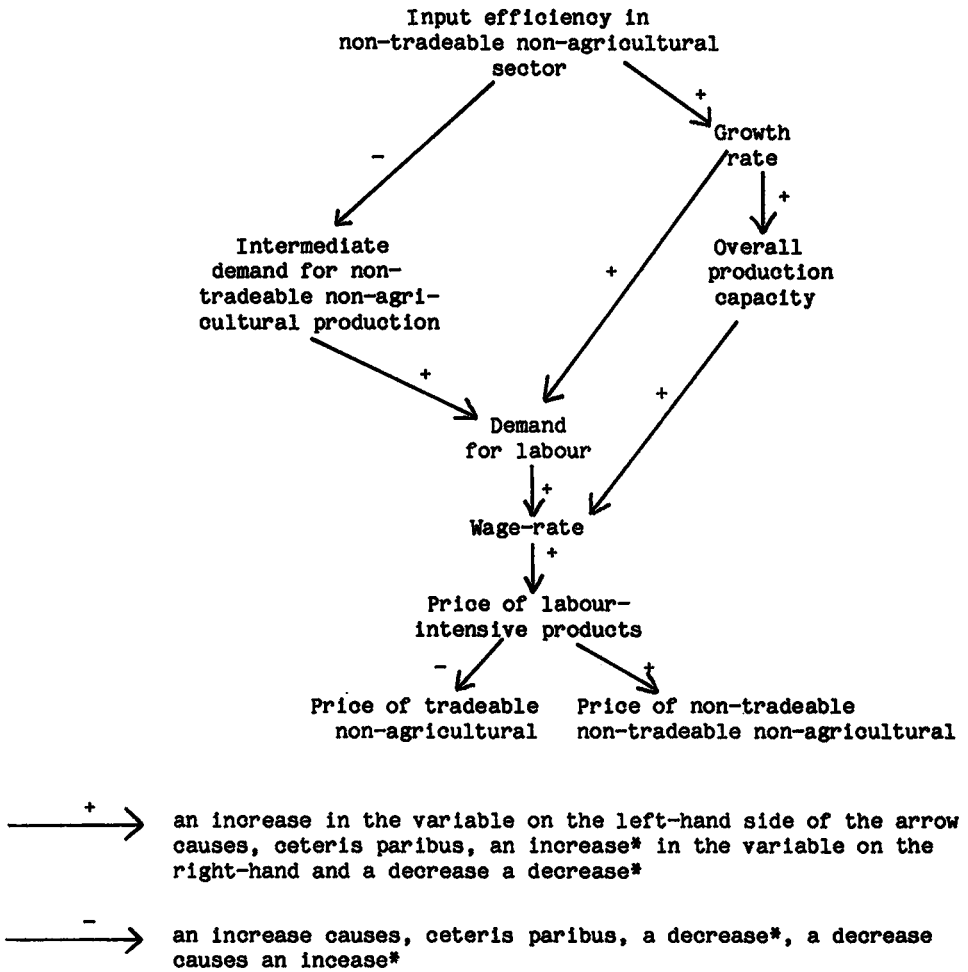 Input efficiency in
non-tradeable non-agricultural
sector
+
-
Growth
rate
+
Intermediate
demand for non-
tradeable non-agri-
cultural production
+
Overall
production
capacity
+
+
Demand
for labour
+
Wage-rate
+
Price of labour-
intensive products
-
+
Price of tradeable
non-agricultural
Price of non-tradeable
non-tradeable non-agricultural
+
an increase in the variable on the left-hand side of the arrow
causes, ceteris paribus, an increase* in the variable on the
right-hand and a decrease a decrease*
-
an increase causes, ceteris paribus, a decrease*, a decrease
causes an incease*